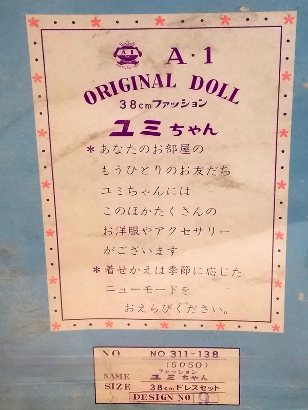 A-1
A・1
ORIGINAL DOLL
38cmファッション
ユミちゃん
*あなたのお部屋の
もうひとりのお友だち
ユミちゃんには
このほかたくさんの
お洋服やアクセサリー
がございます
*着せかえは季節に応じた
ニューモードを
おえらびください。
NO NO 311-138
(5050)
ファッション
NAME ユミちゃん
SIZE 38cmドレスセット
DESIGN NO 9